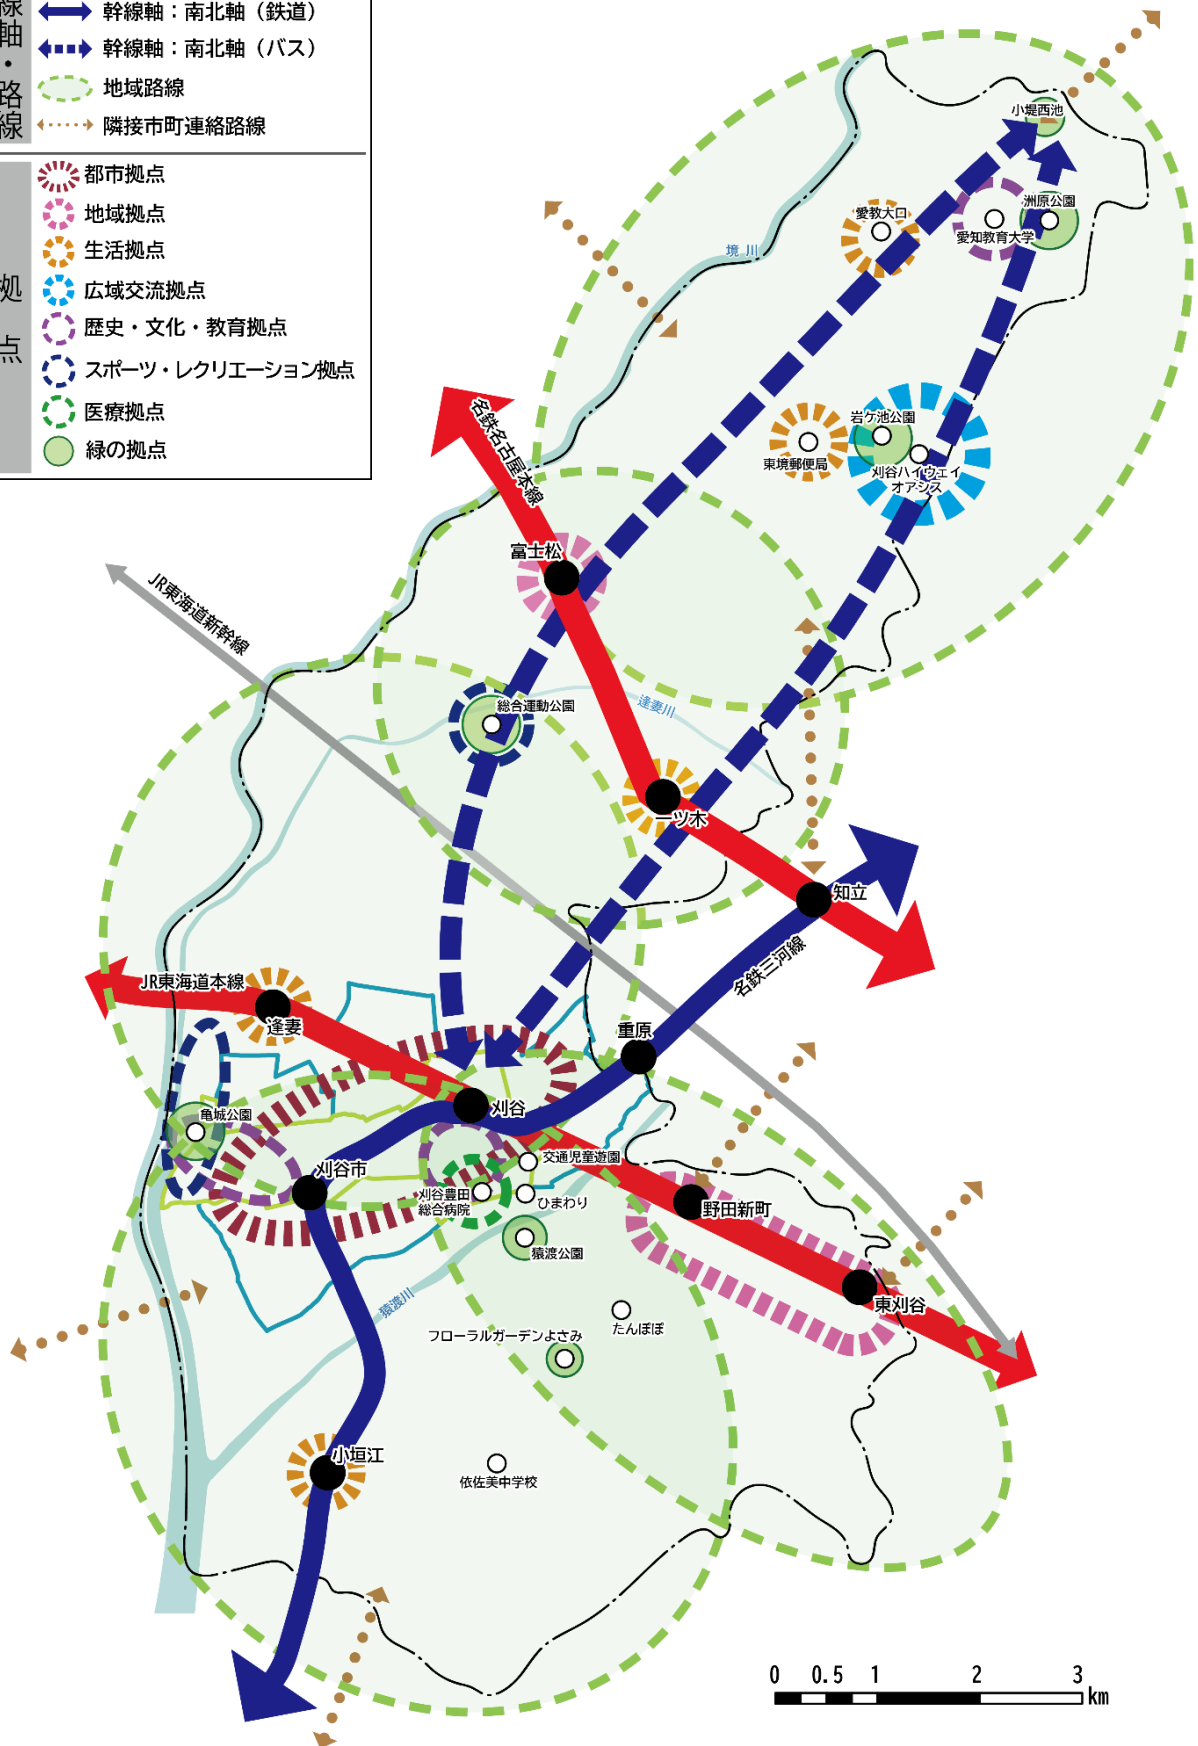 線軸・路線
幹線軸：南北軸（鉄道）
幹線軸：南北軸（バス）
地域路線
隣接市町連絡路線
拠点
都市拠点
地域拠点
生活拠点
広域交流拠点
歴史・文化・教育拠点
スポーツ・レクリエーション拠点
医療拠点
緑の拠点
小堤西池
洲原公園
愛教大口
愛知教育大学
境川
名鉄名古屋本線
岩ケ池公園
東境郵便局
刈谷ハイウェイ
オアシス
富士松
JR東海道新幹線
総合運動公園
逢妻川
一ツ木
知立
名鉄三河線
JR東海道本線
逢妻
重原
刈谷
亀城公園
刈谷市
交通児童遊園
刈谷豊田
総合病院
ひまわり
野田新町
猿渡公園
猿渡川
東刈谷
たんぽぽ
フローラルガーデンよさみ
小垣江
依佐美中学校
0 0.5 1 2 3
km